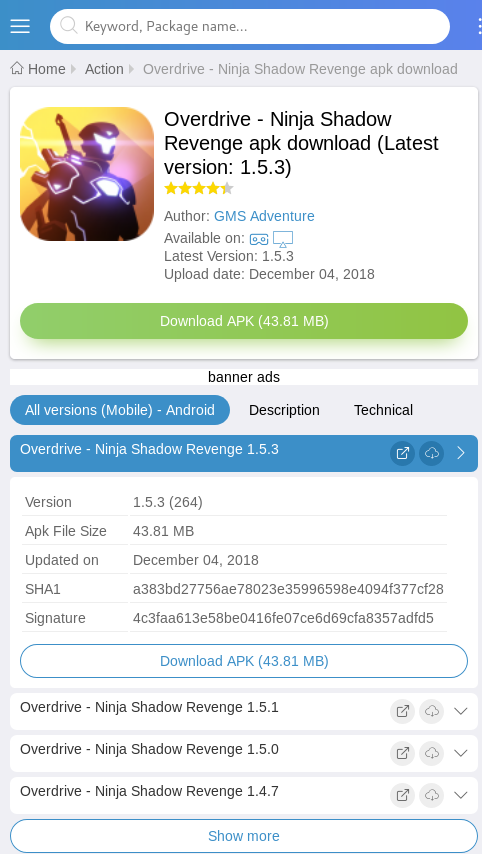 Keyword, Package name...
Home Action Overdrive - Ninja Shadow Revenge apk download
Overdrive - Ninja Shadow
Revenge apk download (Latest
version: 1.5.3)
Author: GMS Adventure
Available on:
Latest Version: 1.5.3
Upload date: December 04, 2018
Download APK (43.81 MB)
banner ads
All versions (Mobile) - Android Description Technical
Overdrive - Ninja Shadow Revenge 1.5.3
Version 1.5.3 (264)
Apk File Size 43.81 MB
Updated on December 04, 2018
SHA1 a383bd27756ae78023e35996598e4094f377cf28
Signature 4c3faa613e58be0416fe07ce6d69cfa8357adfd5
Download APK (43.81 MB)
Overdrive - Ninja Shadow Revenge 1.5.1
Overdrive - Ninja Shadow Revenge 1.5.0
Overdrive - Ninja Shadow Revenge 1.4.7
Show more